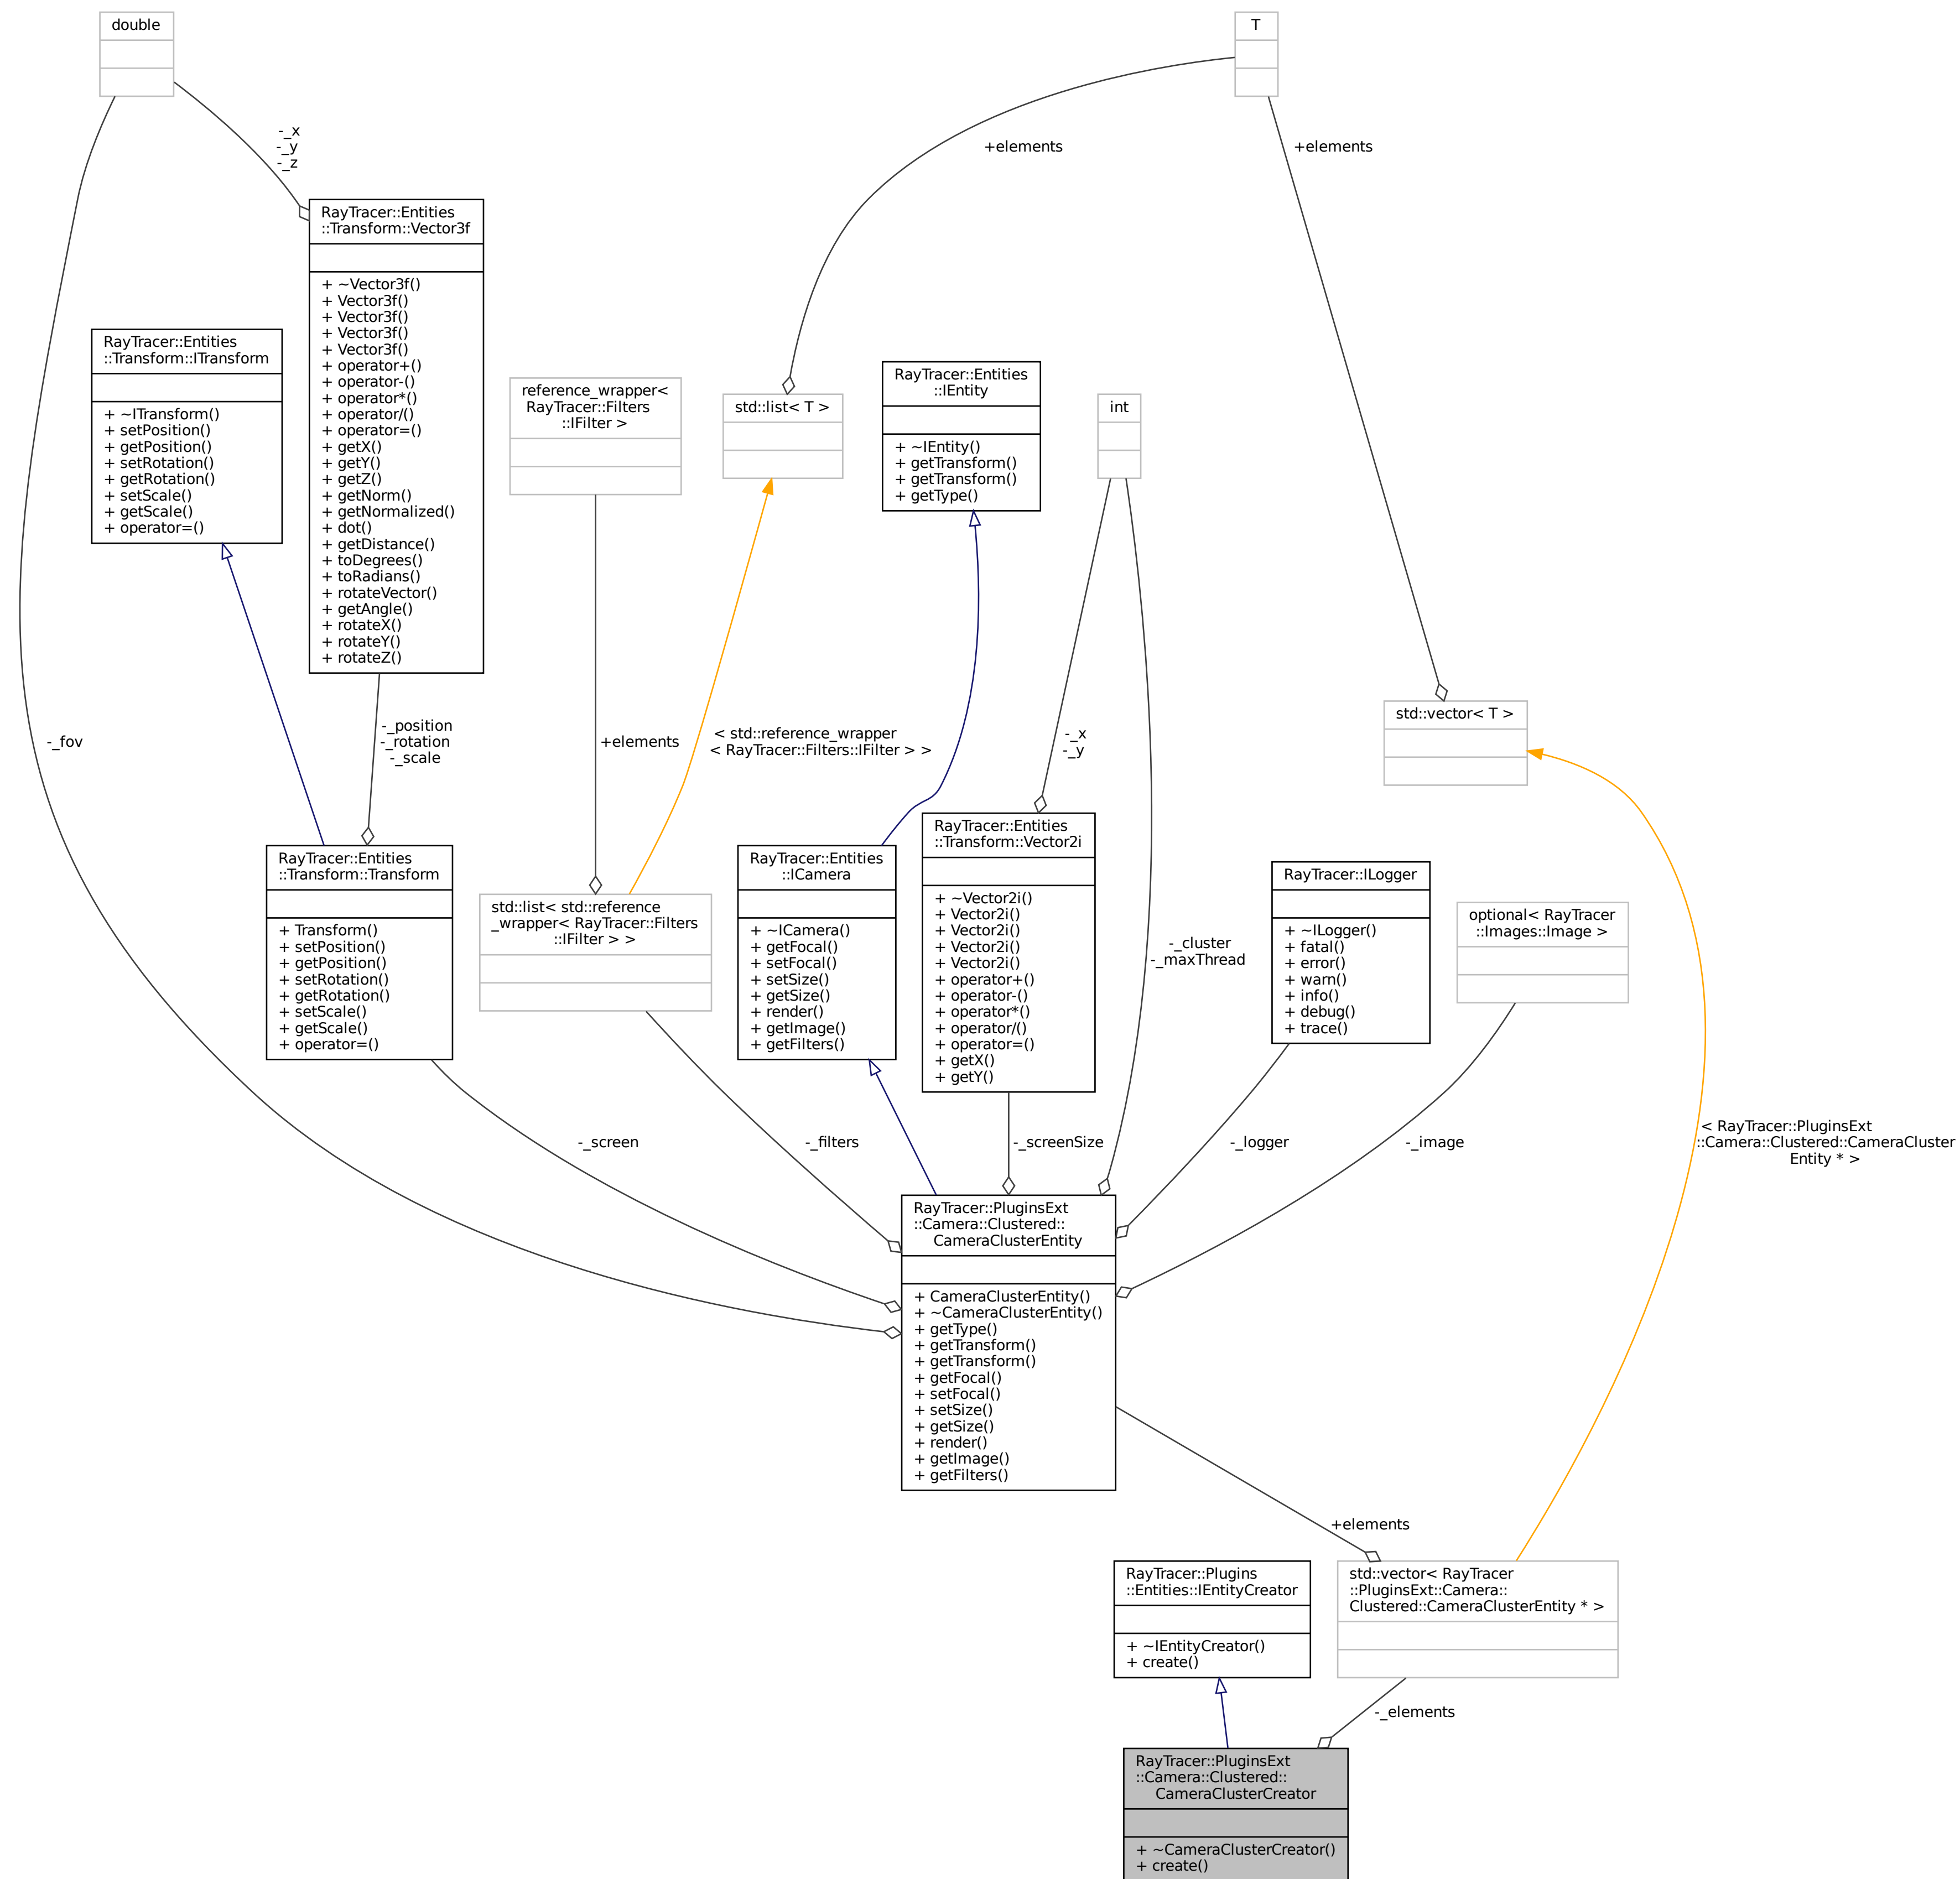 double
T
-_x
-_y
-_z
+elements
+elements
RayTracer::Entities
::Transform::Vector3f
+ ~Vector3f()
+ Vector3f()
+ Vector3f()
+ Vector3f()
+ Vector3f()
+ operator+()
+ operator-()
+ operator*()
+ operator/()
+ operator=()
+ getX()
+ getY()
+ getZ()
+ getNorm()
+ getNormalized()
+ dot()
+ getDistance()
+ toDegrees()
+ toRadians()
+ rotateVector()
+ getAngle()
+ rotateX()
+ rotateY()
+ rotateZ()
RayTracer::Entities
::Transform::ITransform
+ ~ITransform()
+ setPosition()
+ getPosition()
+ setRotation()
+ getRotation()
+ setScale()
+ getScale()
+ operator=()
reference_wrapper<
RayTracer::Filters
::IFilter >
std::list< T >
RayTracer::Entities
::IEntity
+ ~IEntity()
+ getTransform()
+ getTransform()
+ getType()
int
std::vector< T >
-_fov
-_position
-_rotation
-_scale
+elements
< std::reference_wrapper
< RayTracer::Filters::IFilter > >
-_x
-_y
RayTracer::Entities
::Transform::Transform
+ Transform()
+ setPosition()
+ getPosition()
+ setRotation()
+ getRotation()
+ setScale()
+ getScale()
+ operator=()
std::list< std::reference
_wrapper< RayTracer::Filters
::IFilter > >
RayTracer::Entities
::ICamera
+ ~ICamera()
+ getFocal()
+ setFocal()
+ setSize()
+ getSize()
+ render()
+ getImage()
+ getFilters()
RayTracer::Entities
::Transform::Vector2i
+ ~Vector2i()
+ Vector2i()
+ Vector2i()
+ Vector2i()
+ Vector2i()
+ operator+()
+ operator-()
+ operator*()
+ operator/()
+ operator=()
+ getX()
+ getY()
-_cluster
-_maxThread
RayTracer::ILogger
+ ~ILogger()
+ fatal()
+ error()
+ warn()
+ info()
+ debug()
+ trace()
optional< RayTracer
::Images::Image >
-_screen
-_filters
-_screenSize
-_logger
-_image
< RayTracer::PluginsExt
::Camera::Clustered::CameraCluster
Entity * >
RayTracer::PluginsExt
::Camera::Clustered::
CameraClusterEntity
+ CameraClusterEntity()
+ ~CameraClusterEntity()
+ getType()
+ getTransform()
+ getTransform()
+ getFocal()
+ setFocal()
+ setSize()
+ getSize()
+ render()
+ getImage()
+ getFilters()
+elements
RayTracer::Plugins
::Entities::IEntityCreator
+ ~IEntityCreator()
+ create()
std::vector< RayTracer
::PluginsExt::Camera::
Clustered::CameraClusterEntity * >
-_elements
RayTracer::PluginsExt
::Camera::Clustered::
CameraClusterCreator
+ ~CameraClusterCreator()
+ create()